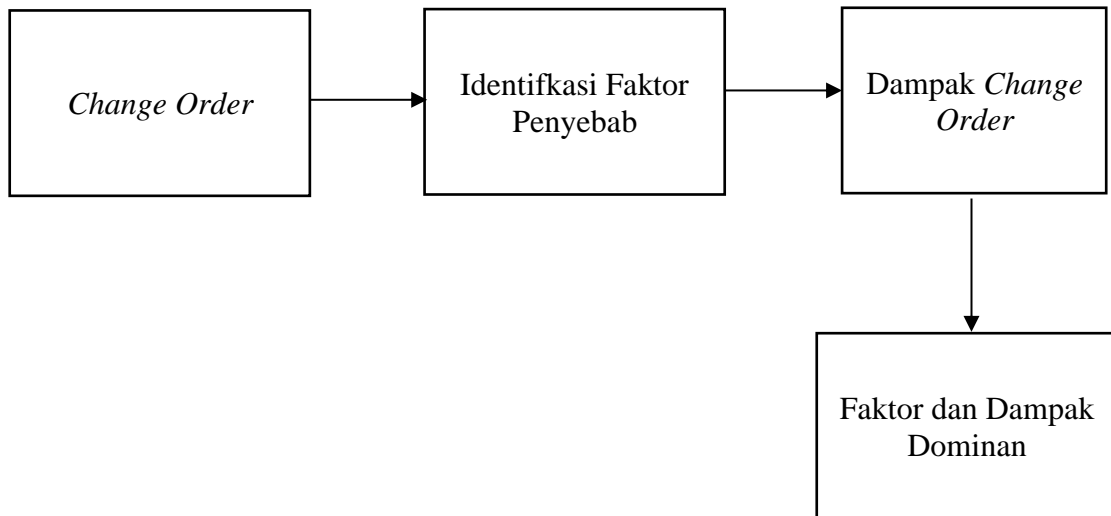 Change Order
Identifkasi Faktor
Penyebab
Dampak Change
Order
Faktor dan Dampak
Dominan